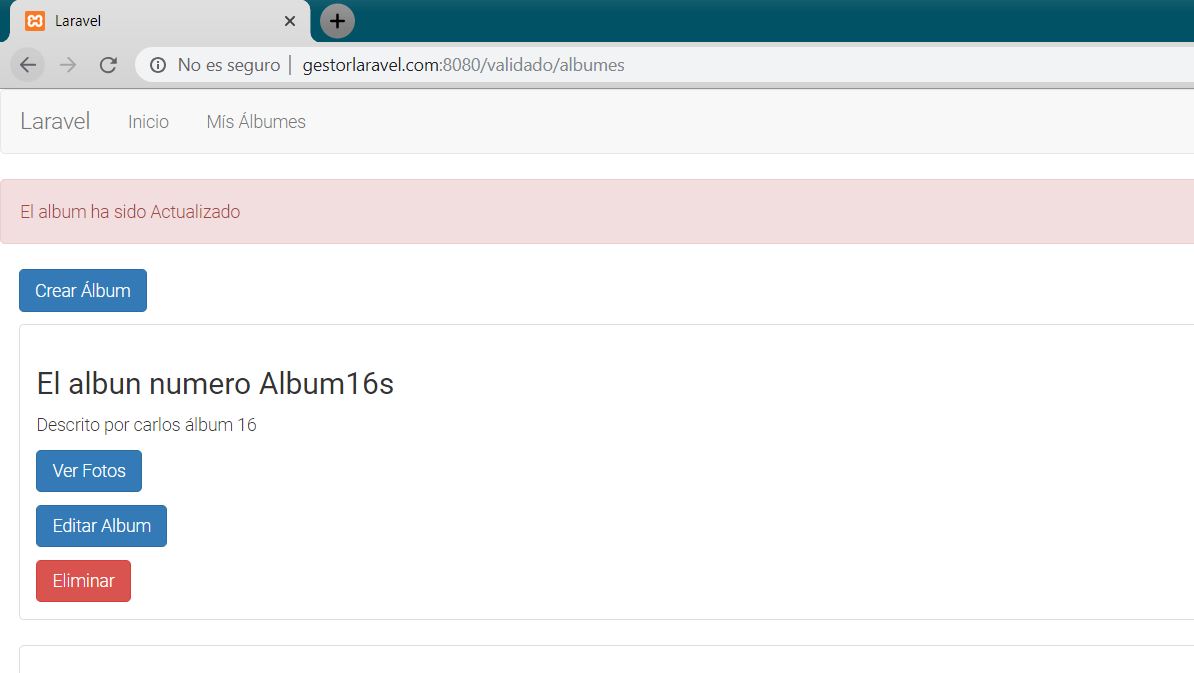 Laravel
No es seguro | gestorlaravel.com:8080/validado/albumes
Laravel Inicio Mis Álbumes
El album ha sido Actualizado
Crear Álbum
El albun numero Album16s
Descrito por carlos álbum 16
Ver Fotos
Editar Album
Eliminar